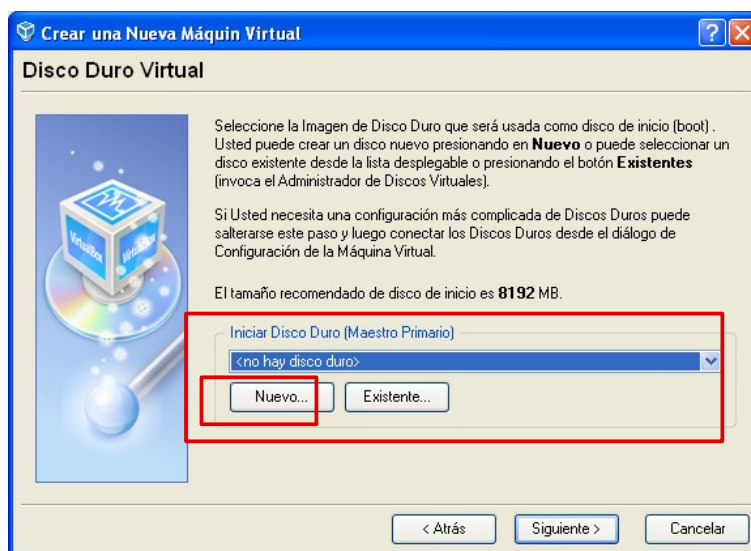 Crear una Nueva Máquin Virtual
Disco Duro Virtual
Seleccione la Imagen de Disco Duro que será usada como disco de inicio (boot) .
Usted puede crear un disco nuevo presionando en Nuevo o puede seleccionar un
disco existente desde la lista desplegable o presionando el botón Existentes
(invoca el Administrador de Discos Virtuales).
Si Usted necesita una configuración más complicada de Discos Duros puede
salterarse este paso y luego conectar los Discos Duros desde el diálogo de
Configuración de la Máquina Virtual.
El tamaño recomendado de disco de inicio es 8192 MB.
Iniciar Disco Duro (Maestro Primario)
<no hay disco duro>
Nuevo... Existente...
VirtualBox VirtualBox
< Atrás Siguiente > Cancelar